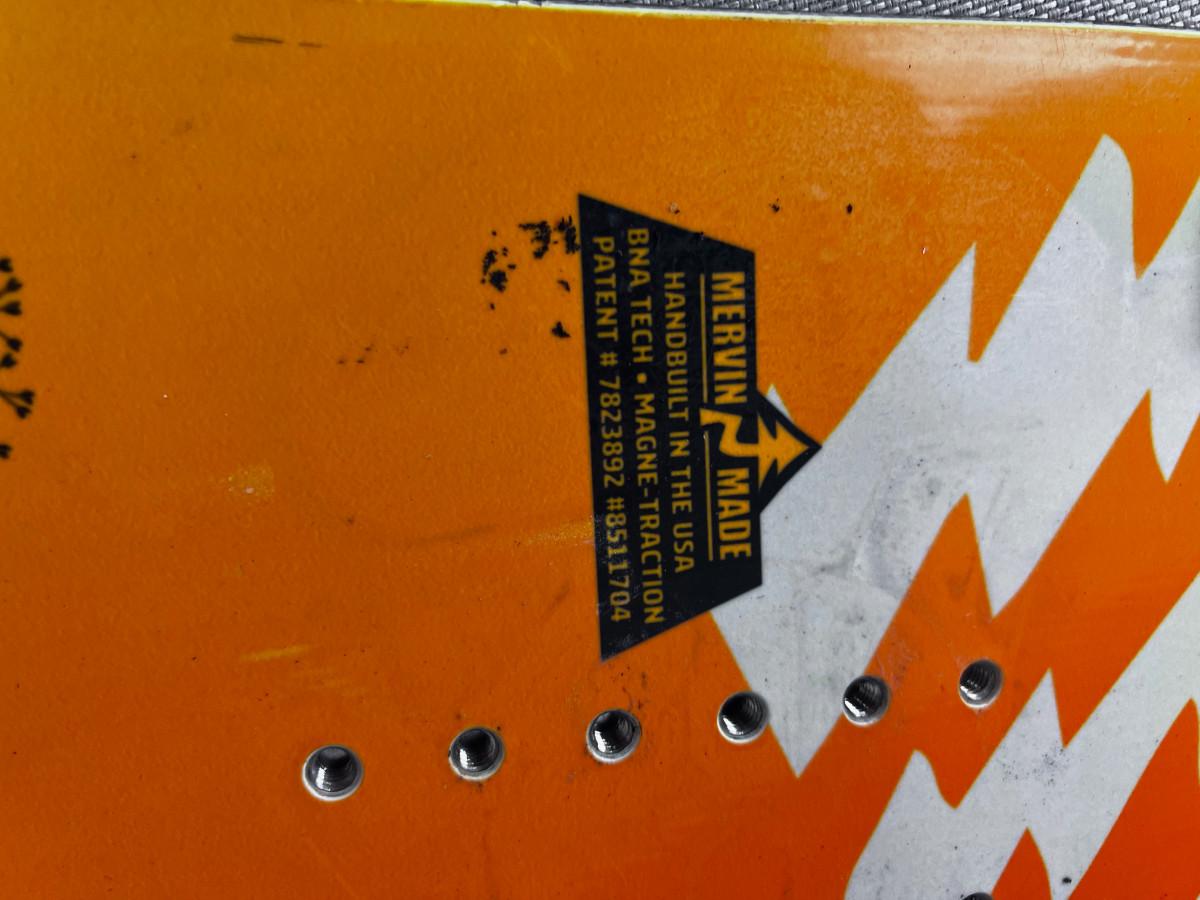 MERVIN MADE
HANDBUILT IN THE USA
BNA TECH • MAGNE-TRACTION
PATENT # 7823892 #8511704